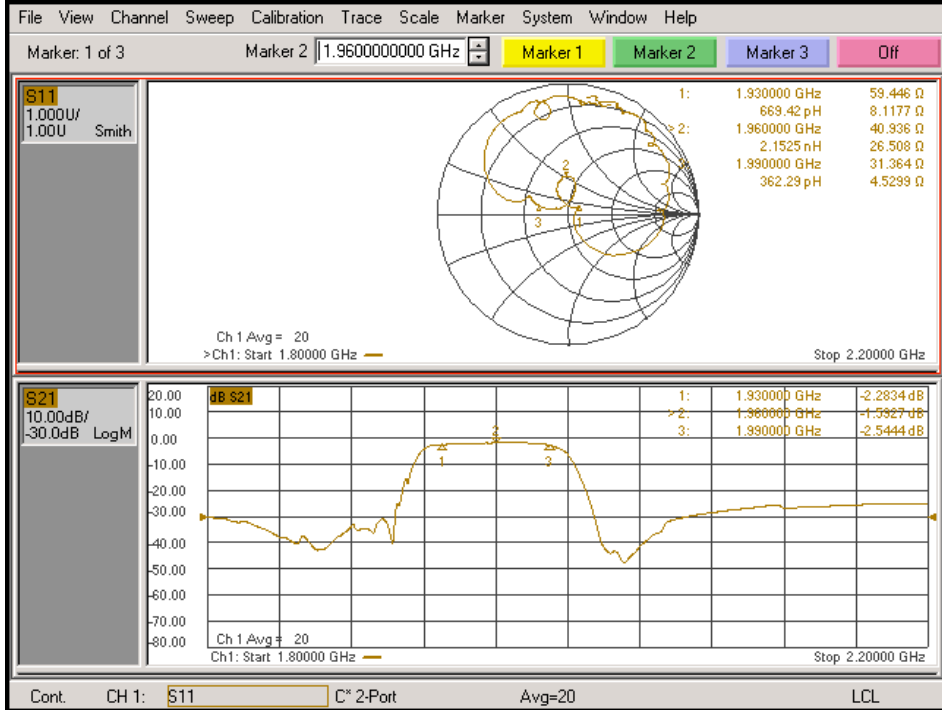 File View Channel Sweep Calibration Trace Scale Marker System Window Help
Marker: 1 of 3 Marker 2 1.9600000000 GHz Marker 1 Marker 2 Marker 3 Off
S11
1.000U/
1.00U Smith
1: 1.930000 GHz 59.446 Ω
669.42 pH 8.1177 Ω
> 2: 1.960000 GHz 40.936 Ω
2.1525 nH 26.508 Ω
1.990000 GHz 31.364 Ω
362.29 pH 4.5299 Ω
2
3 1
Ch 1 Avg = 20
>Ch1: Start 1.80000 GHz Stop 2.20000 GHz
S21
10.00dB/
-30.0dB LogM
dB S21
20.00
10.00
0.00
-10.00
-20.00
-30.00
-40.00
-50.00
-60.00
-70.00
-80.00
1: 1.930000 GHz -2.2834 dB
> 2: 1.960000 GHz -1.5927 dB
3: 1.990000 GHz -2.5444 dB
2
1 3
Ch 1 Avg = 20
Ch1: Start 1.80000 GHz Stop 2.20000 GHz
Cont. CH 1: S11 C* 2-Port Avg=20 LCL